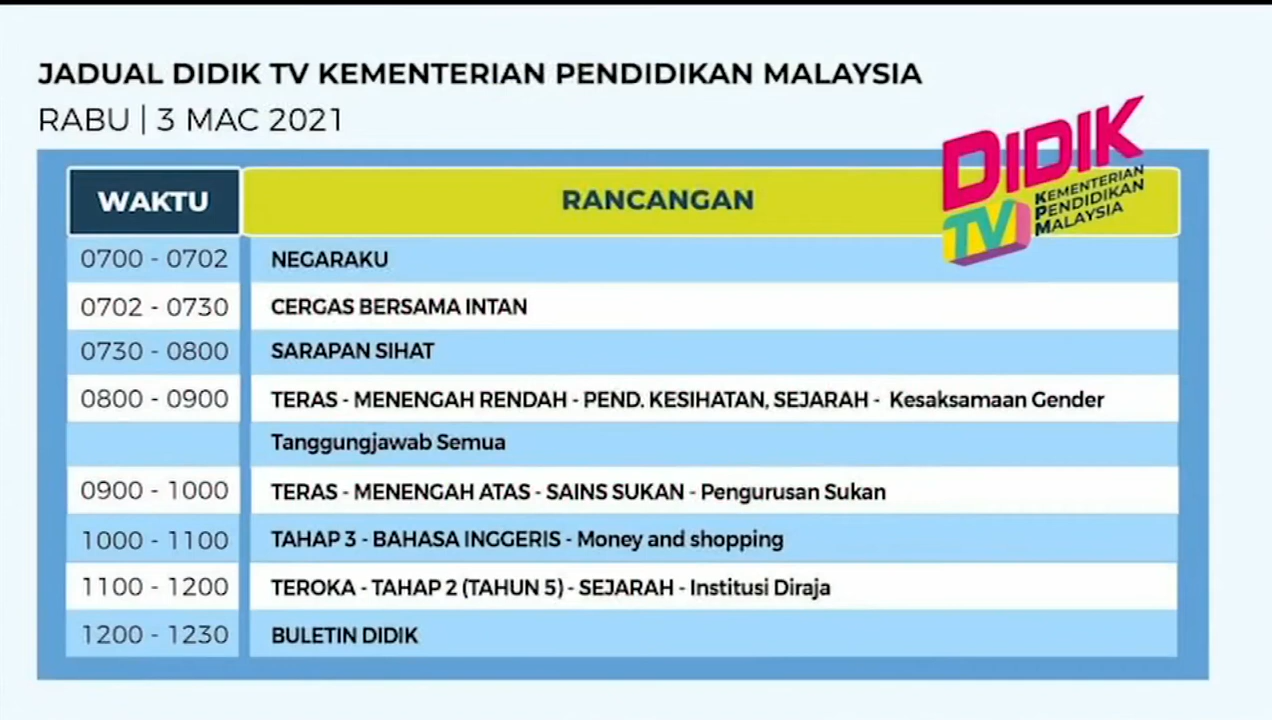 JADUAL DIDIK TV KEMENTERIAN PENDIDIKAN MALAYSIA
RABU | 3 MAC 2021
DIDIK
TV
KEMENTERIAN
PENDIDIKAN
MALAYSIA
WAKTU RANCANGAN
0700 - 0702 NEGARAKU
0702 - 0730 CERGAS BERSAMA INTAN
0730 - 0800 SARAPAN SIHAT
0800 - 0900 TERAS - MENENGAH RENDAH - PEND. KESIHATAN, SEJARAH - Kesaksamaan Gender
Tanggungjawab Semua
0900 - 1000 TERAS - MENENGAH ATAS - SAINS SUKAN - Pengurusan Sukan
1000 - 1100 TAHAP 3 - BAHASA INGGERIS - Money and shopping
1100 - 1200 TEROKA - TAHAP 2 (TAHUN 5) - SEJARAH - Institusi Diraja
1200 - 1230 BULETIN DIDIK